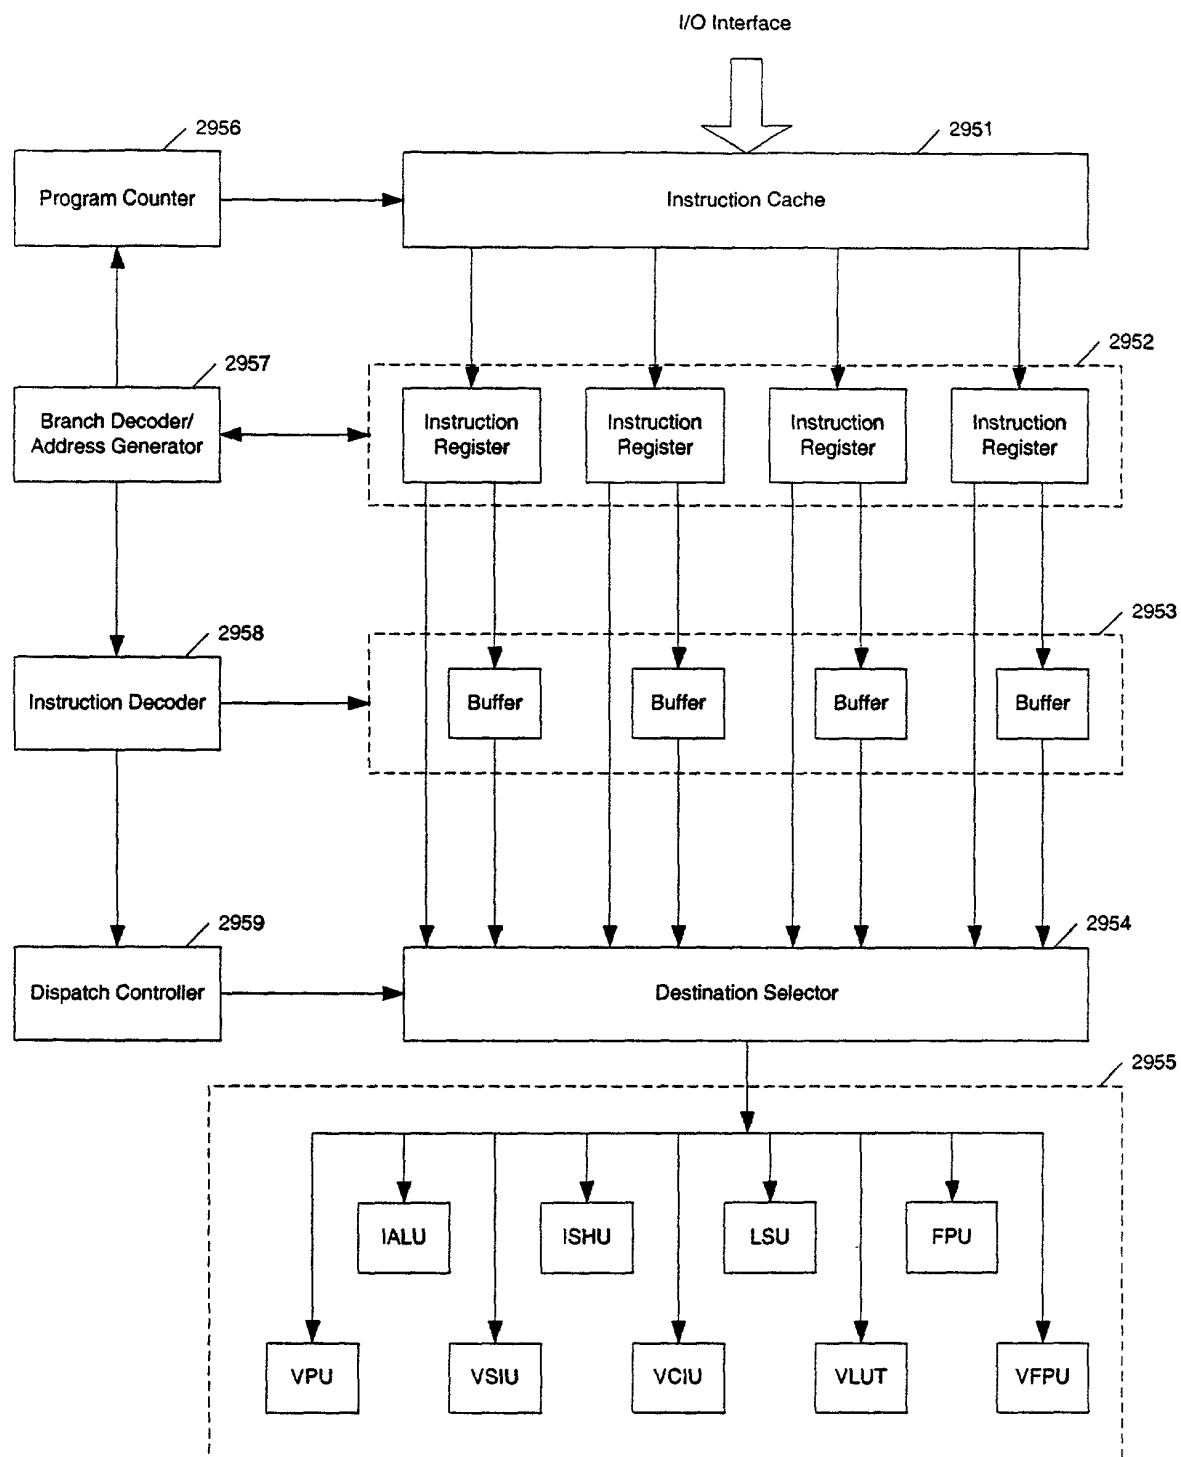 I/O Interface
2956
2951
Program Counter
Instruction Cache
2957
2952
Branch Decoder/
Address Generator
Instruction
Register
Instruction
Register
Instruction
Register
Instruction
Register
2958
2953
Instruction Decoder
Buffer
Buffer
Buffer
Buffer
2959
2954
Dispatch Controller
Destination Selector
2955
IALU
ISHU
LSU
FPU
VPU
VSIU
VCIU
VLUT
VFPU